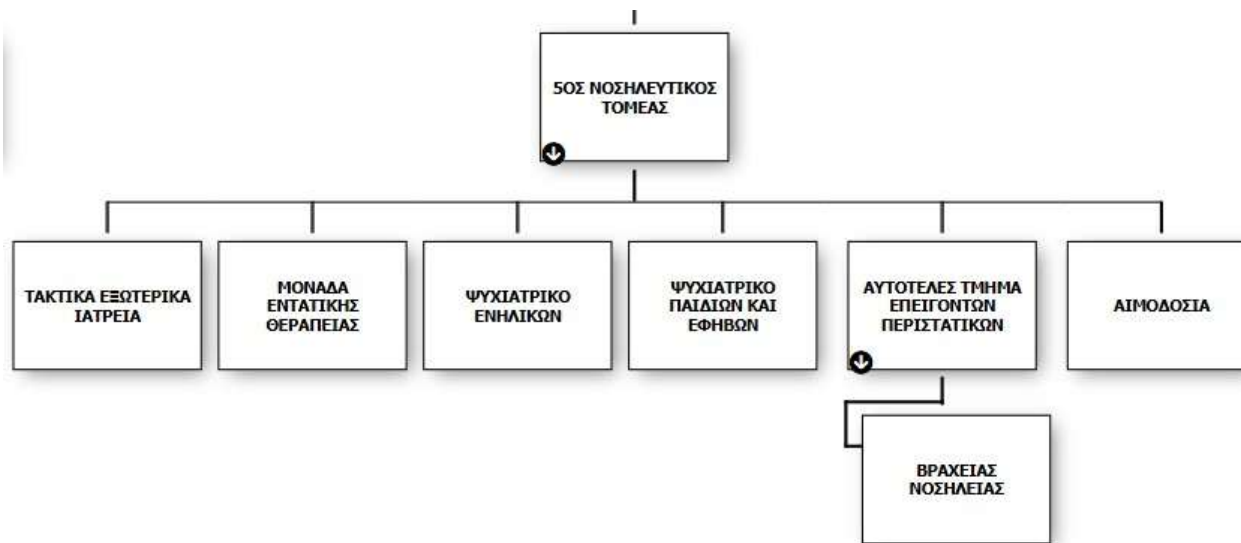 5ΟΣ ΝΟΣΗΛΕΥΤΙΚΟΣ
ΤΟΜΕΑΣ
ΤΑΚΤΙΚΑ ΕΞΩΤΕΡΙΚΑ
ΙΑΤΡΕΙΑ
ΜΟΝΑΔΑ
ΕΝΤΑΤΙΚΗΣ
ΘΕΡΑΠΕΙΑΣ
ΨΥΧΙΑΤΡΙΚΟ
ΕΝΗΛΙΚΩΝ
ΨΥΧΙΑΤΡΙΚΟ
ΠΑΙΔΙΩΝ ΚΑΙ
ΕΦΗΒΩΝ
ΑΥΤΟΤΕΛΕΣ ΤΜΗΜΑ
ΕΠΕΙΓΟΝΤΩΝ
ΠΕΡΙΣΤΑΤΙΚΩΝ
ΑΙΜΟΔΟΣΙΑ
ΒΡΑΧΕΙΑΣ
ΝΟΣΗΛΕΙΑΣ